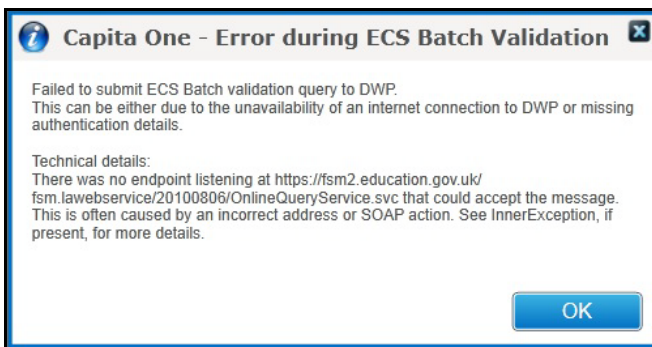 Capita One - Error during ECS Batch Validation
Failed to submit ECS Batch validation query to DWP.
This can be either due to the unavailability of an internet connection to DWP or missing
authentication details.
Technical details:
There was no endpoint listening at https://fsm2.education.gov.uk/
fsm.lawebservice/20100806/OnlineQueryService.svc that could accept the message.
This is often caused by an incorrect address or SOAP action. See InnerException, if
present, for more details.
OK